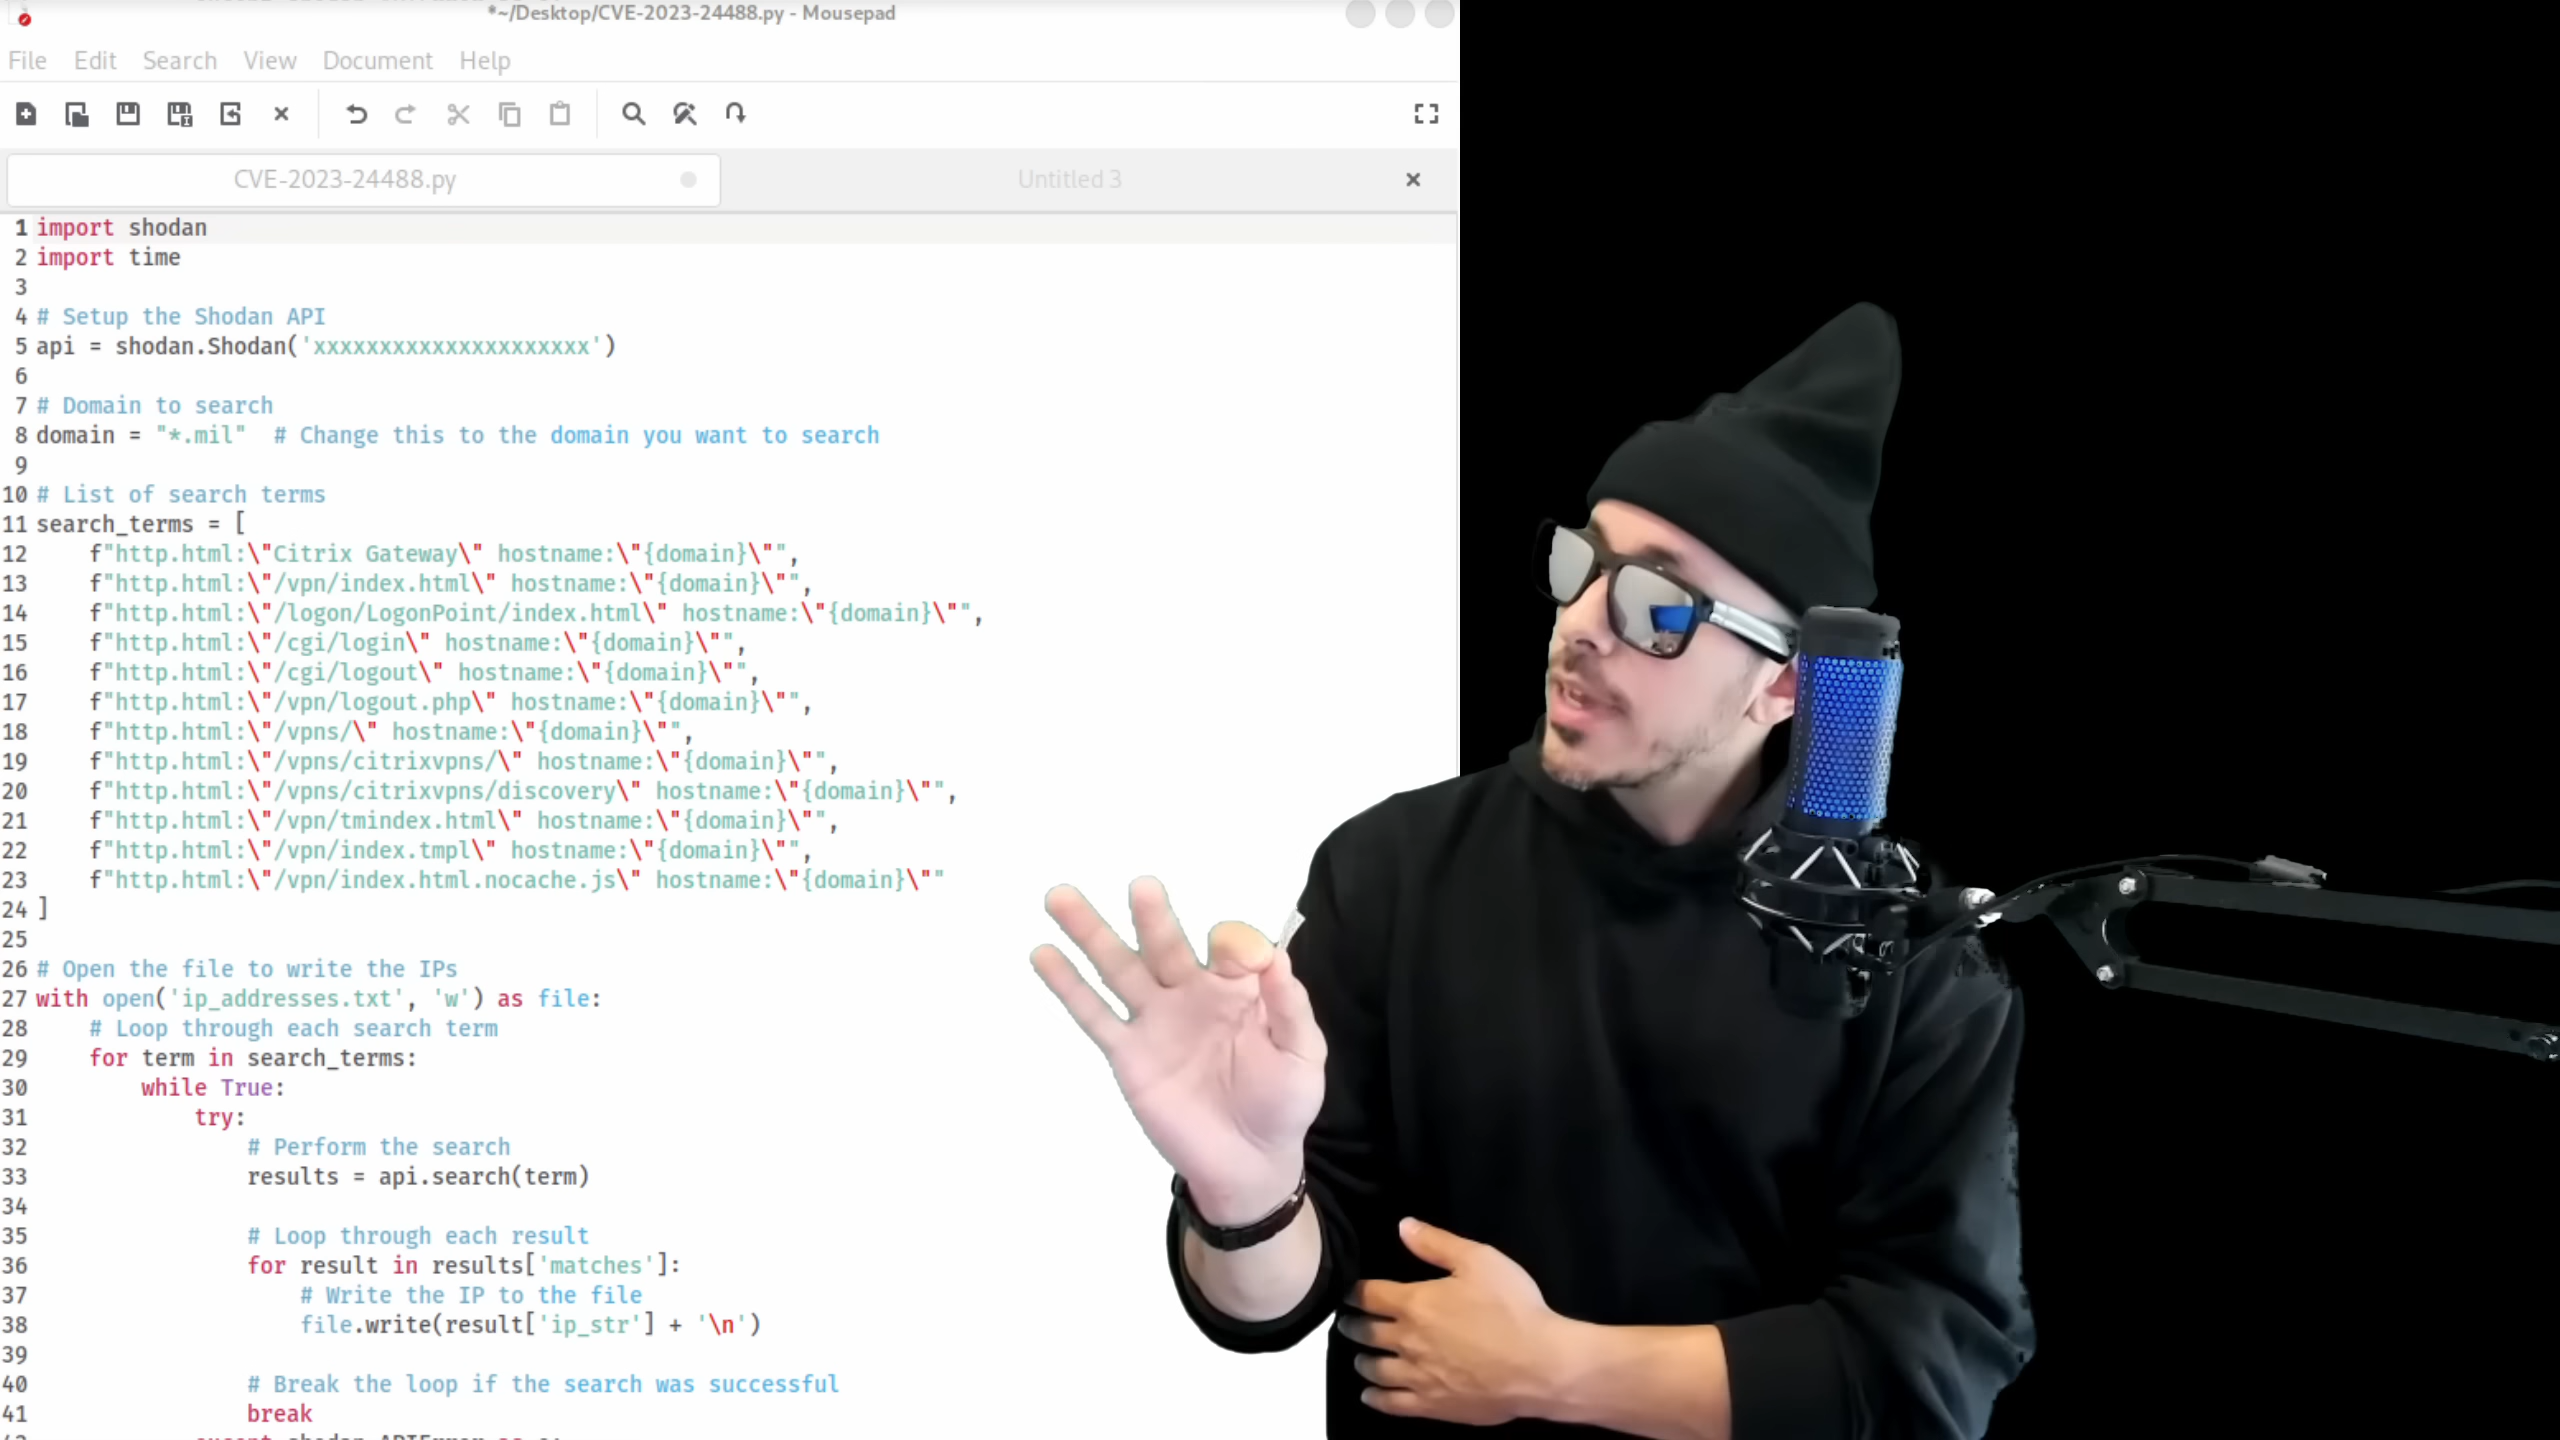 *~/Desktop/CVE-2023-24488.py - Mousepad
File Edit Search View Document Help
CVE-2023-24488.py Untitled 3
1 import shodan
2 import time
3
4 # Setup the Shodan API
5 api = shodan.Shodan('xxxxxxxxxxxxxxxxxxxxx')
6
7 # Domain to search
8 domain = "*.mil"  # Change this to the domain you want to search
9
10 # List of search terms
11 search_terms = [
12     f"http.html:\"Citrix Gateway\" hostname:\"{domain}\"",
13     f"http.html:\"/vpn/index.html\" hostname:\"{domain}\"",
14     f"http.html:\"/logon/LogonPoint/index.html\" hostname:\"{domain}\"",
15     f"http.html:\"/cgi/login\" hostname:\"{domain}\"",
16     f"http.html:\"/cgi/logout\" hostname:\"{domain}\"",
17     f"http.html:\"/vpn/logout.php\" hostname:\"{domain}\"",
18     f"http.html:\"/vpns/\" hostname:\"{domain}\"",
19     f"http.html:\"/vpns/citrixvpns/\" hostname:\"{domain}\"",
20     f"http.html:\"/vpns/citrixvpns/discovery\" hostname:\"{domain}\"",
21     f"http.html:\"/vpn/tmindex.html\" hostname:\"{domain}\"",
22     f"http.html:\"/vpn/index.tmpl\" hostname:\"{domain}\"",
23     f"http.html:\"/vpn/index.html.nocache.js\" hostname:\"{domain}\""
24 ]
25
26 # Open the file to write the IPs
27 with open('ip_addresses.txt', 'w') as file:
28     # Loop through each search term
29     for term in search_terms:
30         while True:
31             try:
32                 # Perform the search
33                 results = api.search(term)
34
35                 # Loop through each result
36                 for result in results['matches']:
37                     # Write the IP to the file
38                     file.write(result['ip_str'] + '\n')
39
40                 # Break the loop if the search was successful
41                 break